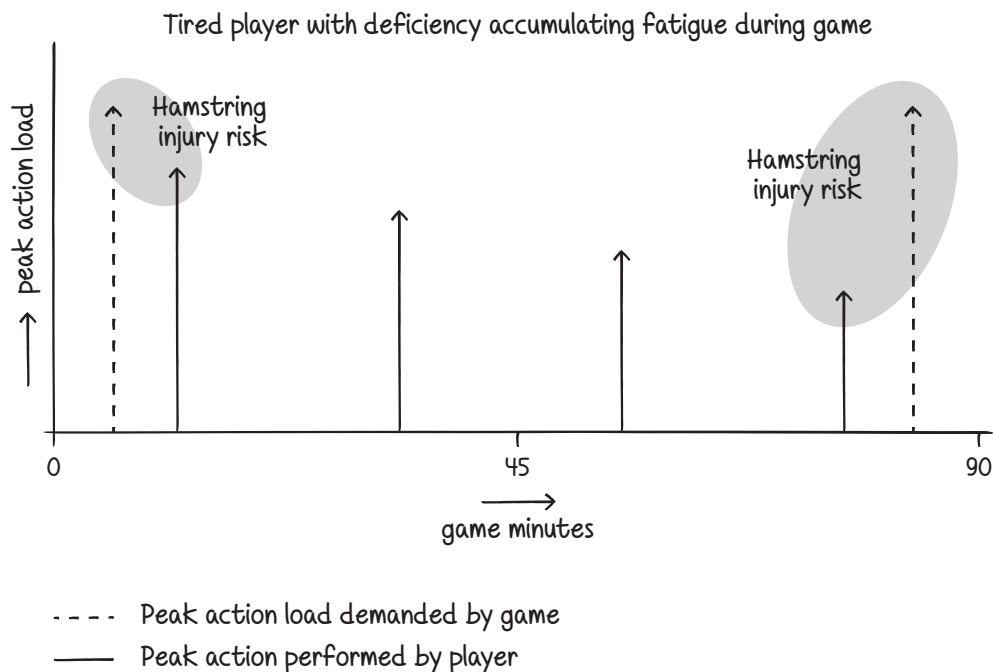 Tired player with deficiency accumulating fatigue during game
peak action load
Hamstring
injury risk
Hamstring
injury risk
0
45
90
game minutes
Peak action load demanded by game
Peak action performed by player